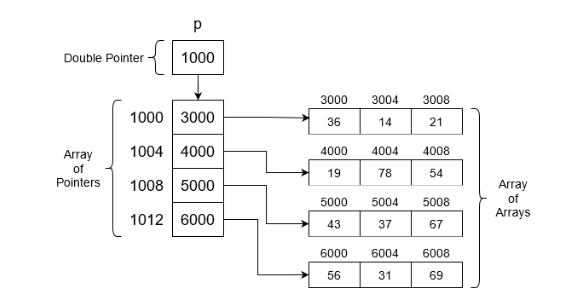 p
Double Pointer
1000
1000 3000
1004 4000
1008 5000
1012 6000
Array
of
Pointers
3000 3004 3008
36 14 21
4000 4004 4008
19 78 54
5000 5004 5008
43 37 67
6000 6004 6008
56 31 69
Array
of
Arrays